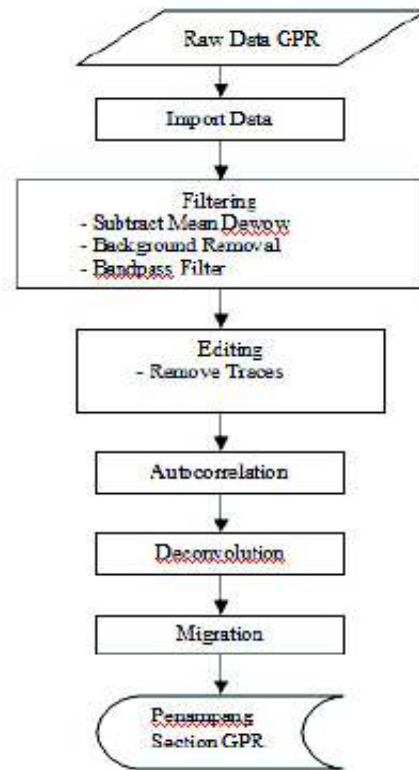 Raw Data GPR
Import Data
Filtering
- Subtract Mean Dewow
- Background Removal
- Bandpass Filter
Editing
- Remove Traces
Autocorrelation
Deconvolution
Migration
Penampang
Section GPR